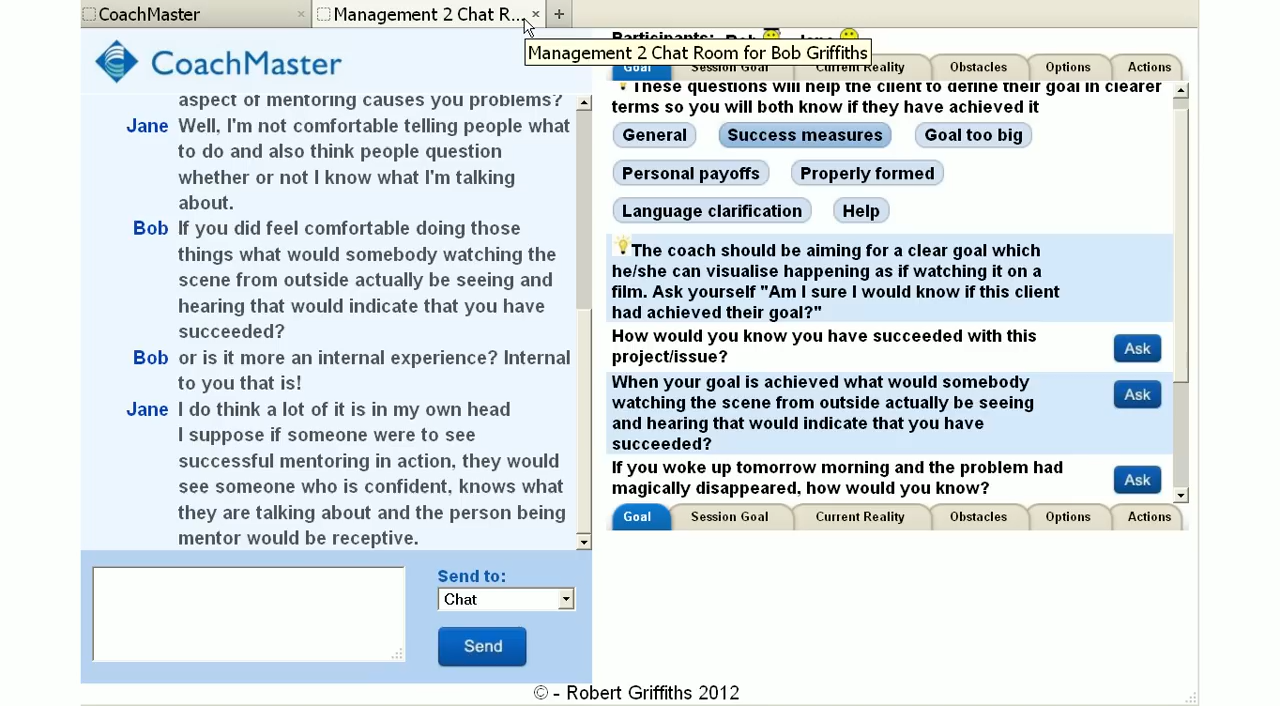 CoachMaster
Management 2 Chat R...
Management 2 Chat Room for Bob Griffiths
CoachMaster
aspect of mentoring causes you problems?
Jane Well, I'm not comfortable telling people what
to do and also think people question
whether or not I know what I'm talking
about.
Bob If you did feel comfortable doing those
things what would somebody watching the
scene from outside actually be seeing and
hearing that would indicate that you have
succeeded?
Bob or is it more an internal experience? Internal
to you that is!
Jane I do think a lot of it is in my own head
I suppose if someone were to see
successful mentoring in action, they would
see someone who is confident, knows what
they are talking about and the person being
mentor would be receptive.
Send to:
Chat
Send
Participants:
Goal Session Goal Current Reality Obstacles Options Actions
These questions will help the client to define their goal in clearer
terms so you will both know if they have achieved it
General Success measures Goal too big
Personal payoffs Properly formed
Language clarification Help
The coach should be aiming for a clear goal which
he/she can visualise happening as if watching it on a
film. Ask yourself "Am I sure I would know if this client
had achieved their goal?"
How would you know you have succeeded with this
project/issue?
Ask
When your goal is achieved what would somebody
watching the scene from outside actually be seeing
and hearing that would indicate that you have
succeeded?
Ask
If you woke up tomorrow morning and the problem had
magically disappeared, how would you know?
Ask
Goal Session Goal Current Reality Obstacles Options Actions
© - Robert Griffiths 2012